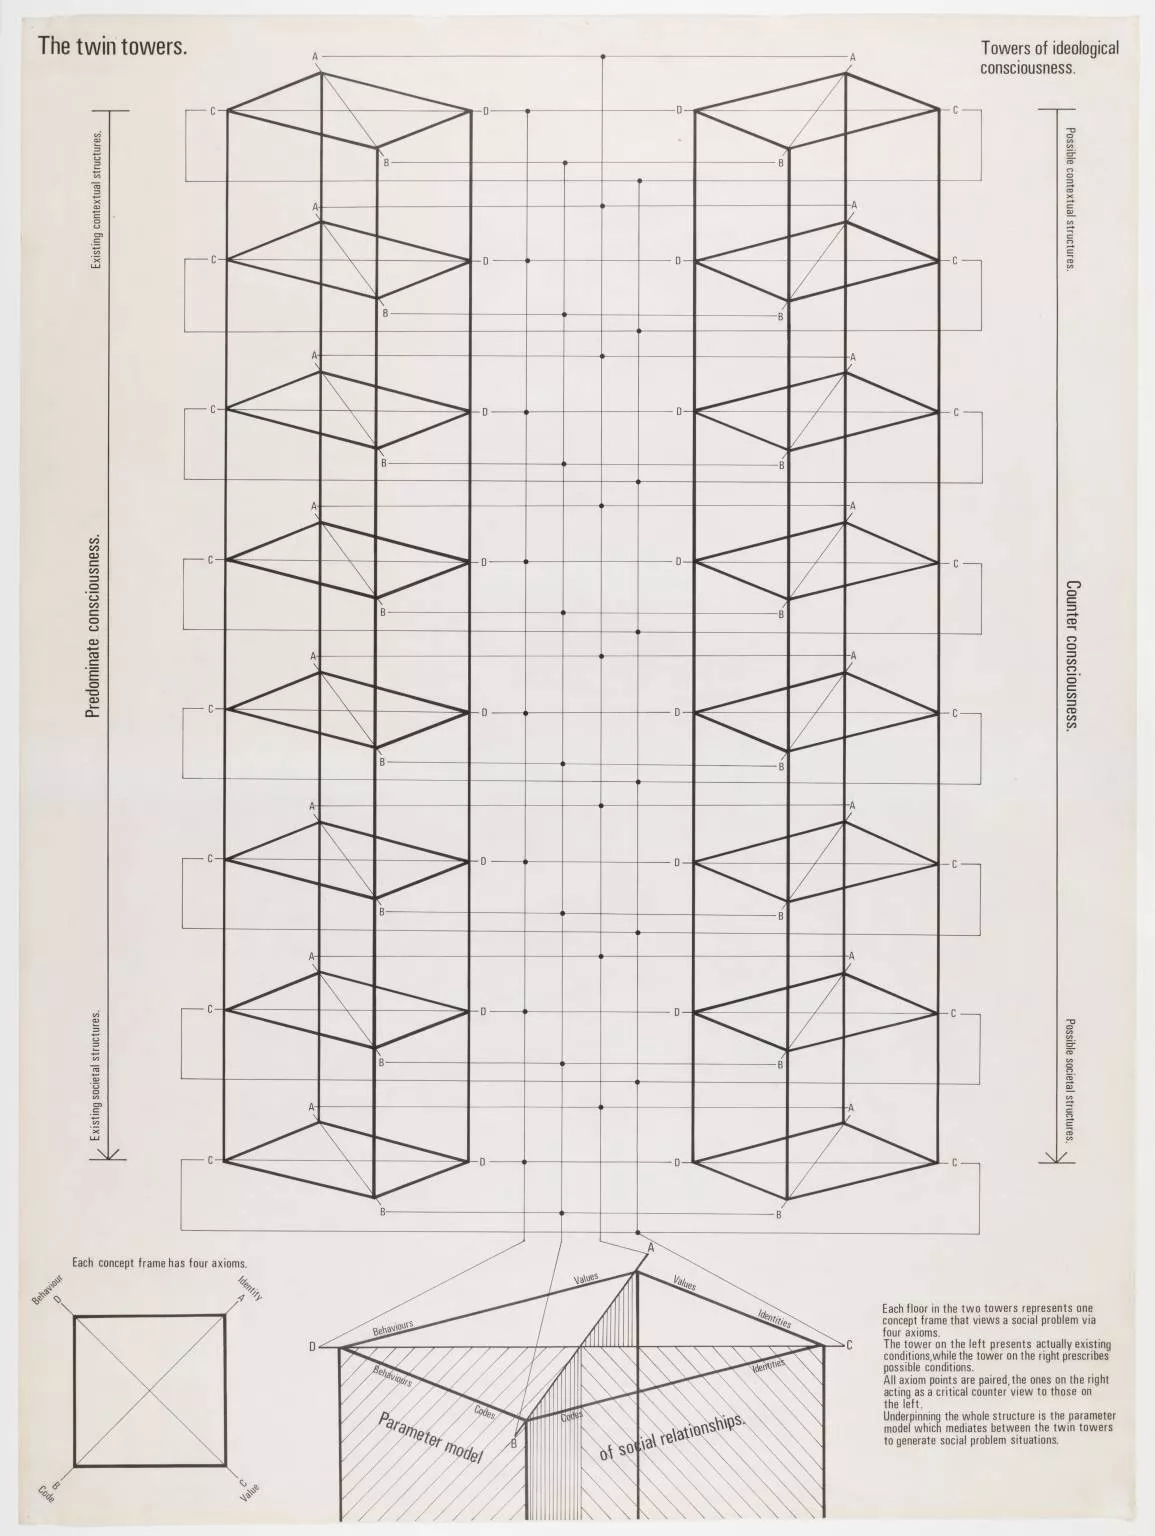 The twin towers.
Towers of ideological
consciousness.
A A
C D D C
B B
A A
C D D C
B B
A A
C D D C
B B
A A
C D D C
B B
A A
C D D C
B B
A A
C D D C
B B
A A
C D D C
B B
A A
C D D C
B B
Existing contextual structures.
Predominate consciousness.
Existing societal structures.
Possible contextual structures.
Counter consciousness.
Possible societal structures.
Each concept frame has four axioms.
Behaviour
D
Identity
A
B
Code
C
Value
A
Values
Values
Behaviours
Identities
D
C
Behaviours
Identities
Codes
Codes
B
Parameter model
of social relationships.
Each floor in the two towers represents one
concept frame that views a social problem via
four axioms.
The tower on the left presents actually existing
conditions,while the tower on the right prescribes
possible conditions.
All axiom points are paired, the ones on the right
acting as a critical counter view to those on
the left.
Underpinning the whole structure is the parameter
model which mediates between the twin towers
to generate social problem situations.